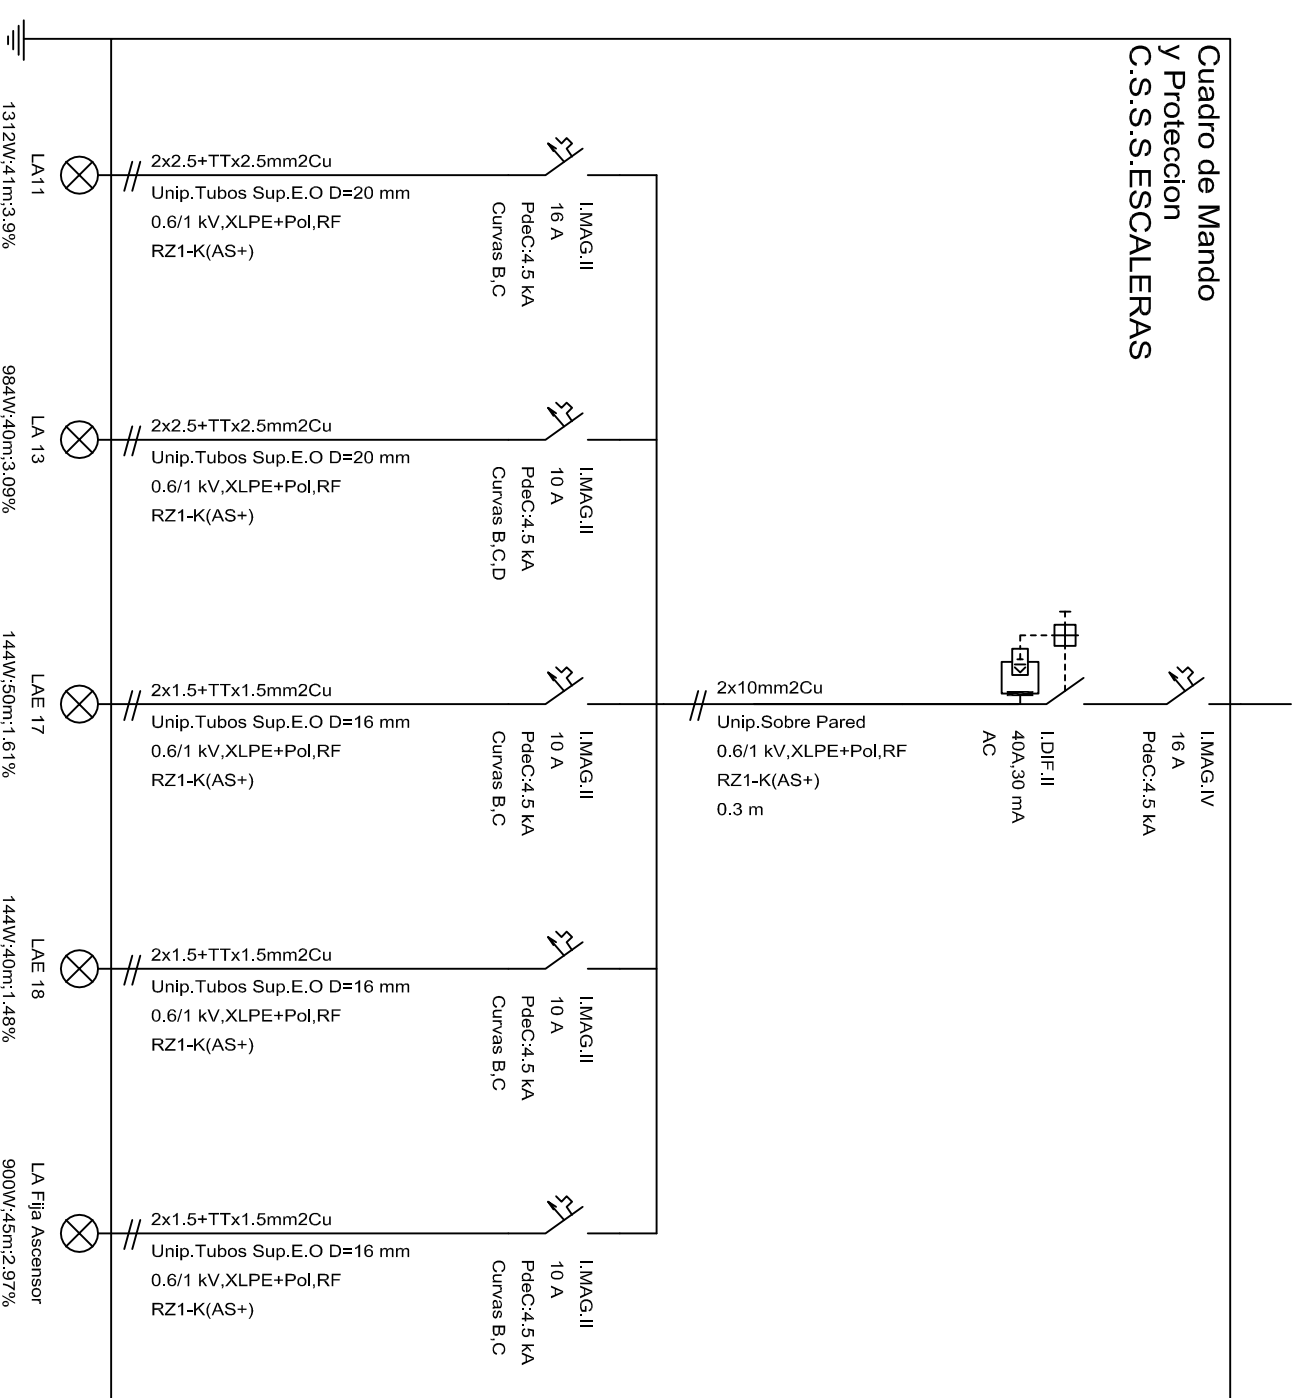 Cuadro de Mando
y Proteccion
C.S.S.S.ESCALERAS
I.MAG.IV
16 A
PdeC:4.5 kA
I.DIF.II
40A,30 mA
AC
2x10mm2Cu
Unip.Sobre Pared
0.6/1 kV,XLPE+Pol,RF
RZ1-K(AS+)
0.3 m
I.MAG.II
16 A
PdeC:4.5 kA
Curvas B,C
2x2.5+TTx2.5mm2Cu
Unip.Tubos Sup.E.O D=20 mm
0.6/1 kV,XLPE+Pol,RF
RZ1-K(AS+)
LA11
1312W;41m;3.9%
I.MAG.II
10 A
PdeC:4.5 kA
Curvas B,C,D
2x2.5+TTx2.5mm2Cu
Unip.Tubos Sup.E.O D=20 mm
0.6/1 kV,XLPE+Pol,RF
RZ1-K(AS+)
LA 13
984W;40m;3.09%
I.MAG.II
10 A
PdeC:4.5 kA
Curvas B,C
2x1.5+TTx1.5mm2Cu
Unip.Tubos Sup.E.O D=16 mm
0.6/1 kV,XLPE+Pol,RF
RZ1-K(AS+)
LAE 17
144W;50m;1.61%
I.MAG.II
10 A
PdeC:4.5 kA
Curvas B,C
2x1.5+TTx1.5mm2Cu
Unip.Tubos Sup.E.O D=16 mm
0.6/1 kV,XLPE+Pol,RF
RZ1-K(AS+)
LAE 18
144W;40m;1.48%
I.MAG.II
10 A
PdeC:4.5 kA
Curvas B,C
2x1.5+TTx1.5mm2Cu
Unip.Tubos Sup.E.O D=16 mm
0.6/1 kV,XLPE+Pol,RF
RZ1-K(AS+)
LA Fija Ascensor
900W;45m;2.97%